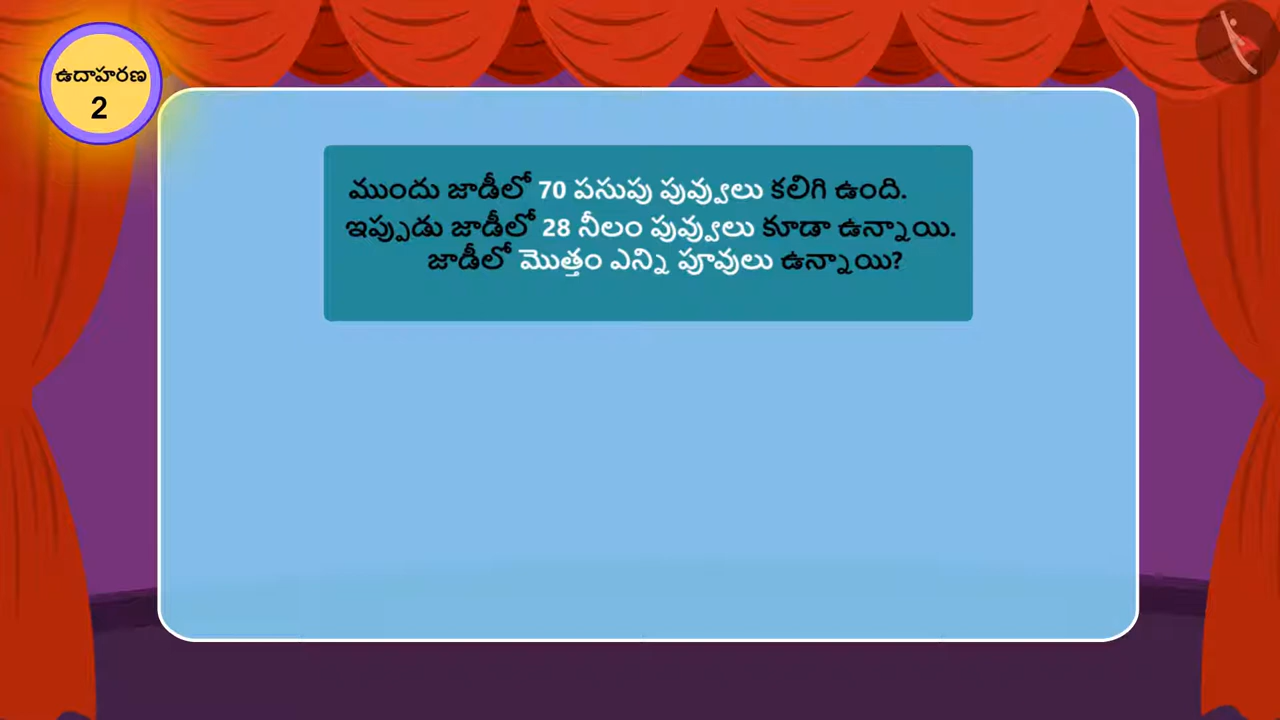 ఉదాహరణ
2
ముందు జాడీలో 70 పసుపు పువ్వులు కలిగి ఉంది.
ఇప్పుడు జాడీలో 28 నీలం పువ్వులు కూడా ఉన్నాయి.
జాడీలో మొత్తం ఎన్ని పూవులు ఉన్నాయి?